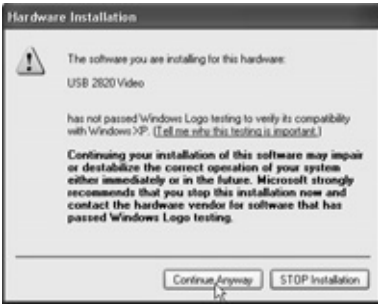 Hardware Installation
The software you are installing for this hardware:
USB 2820 Video
has not passed Windows Logo testing to verify its compatibility
with Windows XP. (Tell me why this testing is important.)
Continuing your installation of this software may impair
or destabilize the correct operation of your system
either immediately or in the future. Microsoft strongly
recommends that you stop this installation now and
contact the hardware vendor for software that has
passed Windows Logo testing.
Continue Anyway
STOP Installation